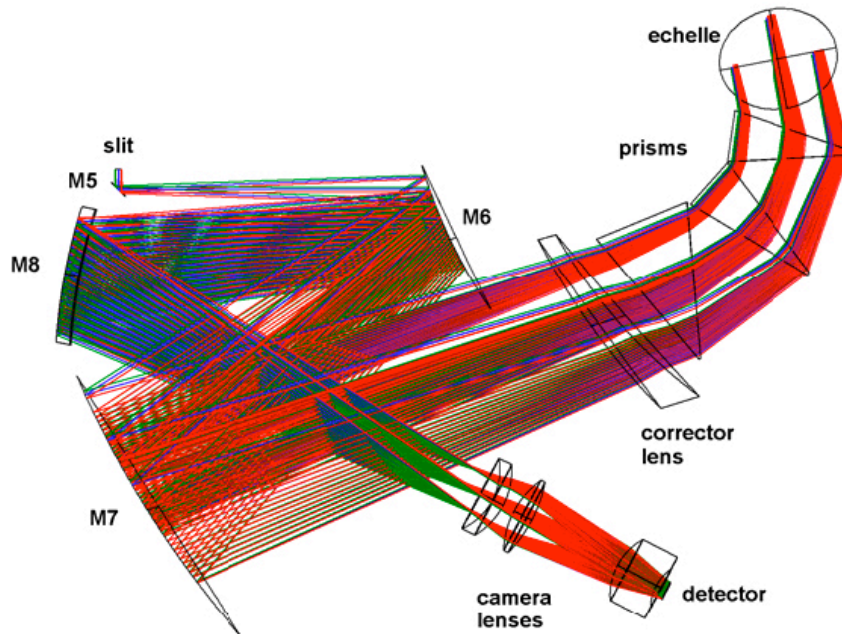 echelle
slit
prisms
M5
M6
M8
corrector
lens
M7
camera
lenses
detector